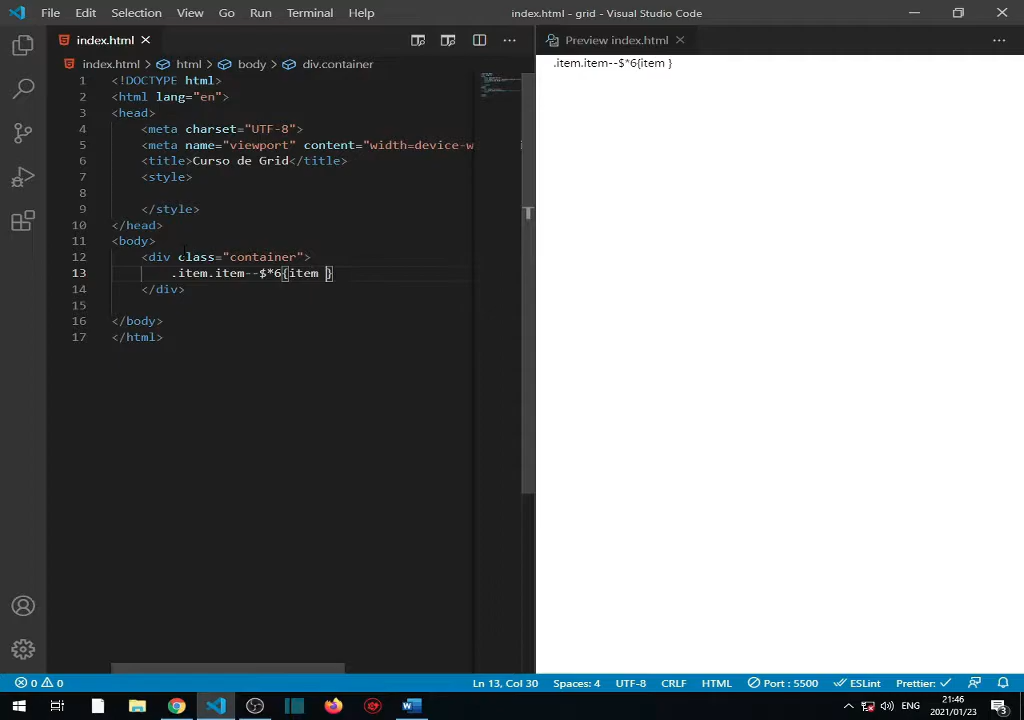 File Edit Selection View Go Run Terminal Help
index.html - grid - Visual Studio Code
index.html
Preview index.html
index.html > html > body > div.container
1 <!DOCTYPE html>
2 <html lang="en">
3 <head>
4 <meta charset="UTF-8">
5 <meta name="viewport" content="width=device-w
6 <title>Curso de Grid</title>
7 <style>
8
9 </style>
10 </head>
11 <body>
12 <div class="container">
13 .item.item--$*6{item }
14 </div>
15
16 </body>
17 </html>
.item.item--$*6{item }
0 0
Ln 13, Col 30 Spaces: 4 UTF-8 CRLF HTML Port : 5500 ESLint Prettier:
ENG
21:46
2021/01/23
3